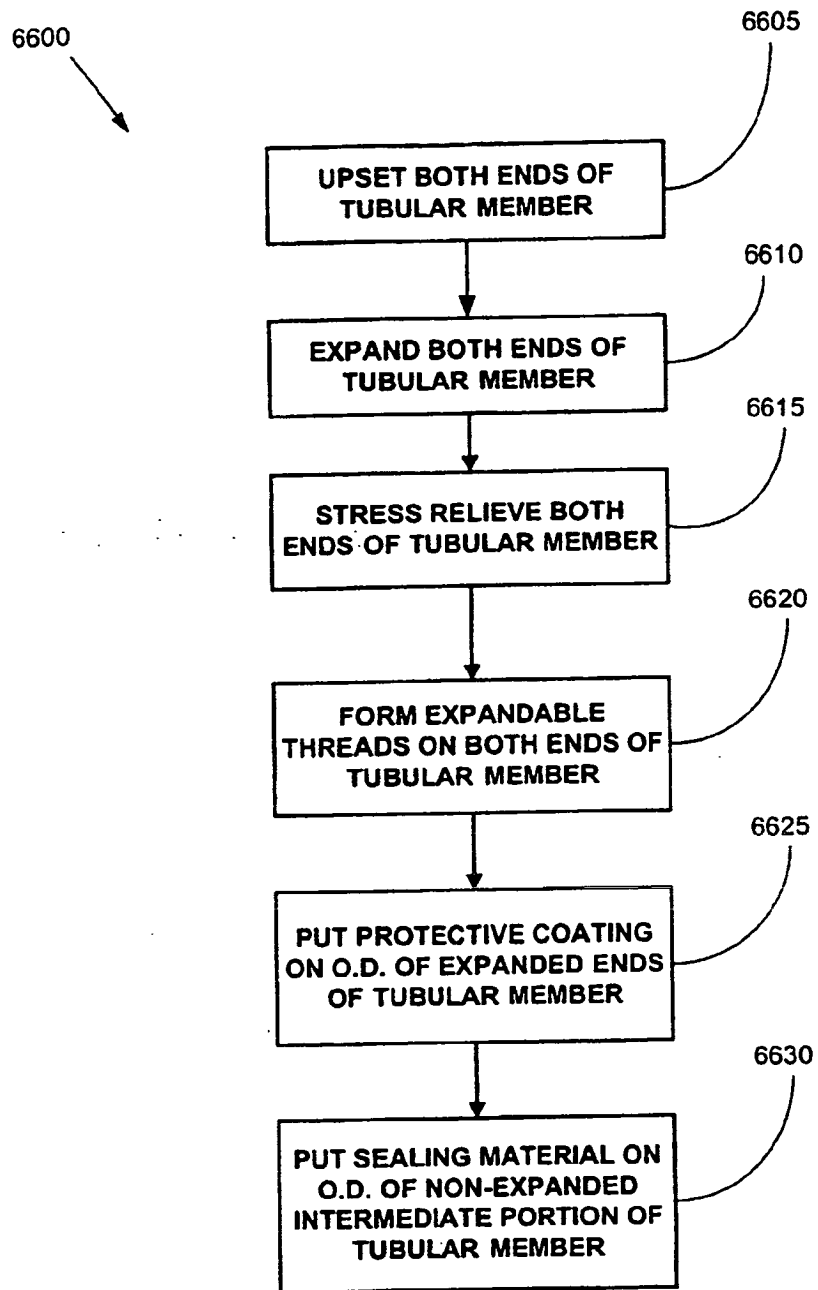 6600
6605
UPSET BOTH ENDS OF
TUBULAR MEMBER
6610
EXPAND BOTH ENDS OF
TUBULAR MEMBER
6615
STRESS RELIEVE BOTH
ENDS OF TUBULAR MEMBER
6620
FORM EXPANDABLE
THREADS ON BOTH ENDS OF
TUBULAR MEMBER
6625
PUT PROTECTIVE COATING
ON O.D. OF EXPANDED ENDS
OF TUBULAR MEMBER
6630
PUT SEALING MATERIAL ON
O.D. OF NON-EXPANDED
INTERMEDIATE PORTION OF
TUBULAR MEMBER